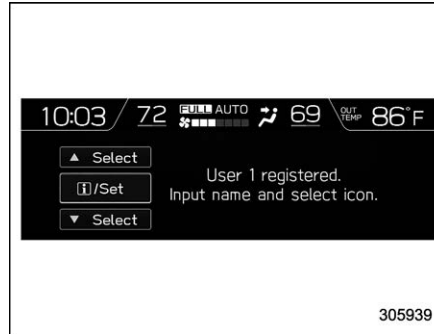 10:03 72 FULL AUTO 69 OUT TEMP 86°F
▲ Select
i/Set
▼ Select
User 1 registered.
Input name and select icon.
305939